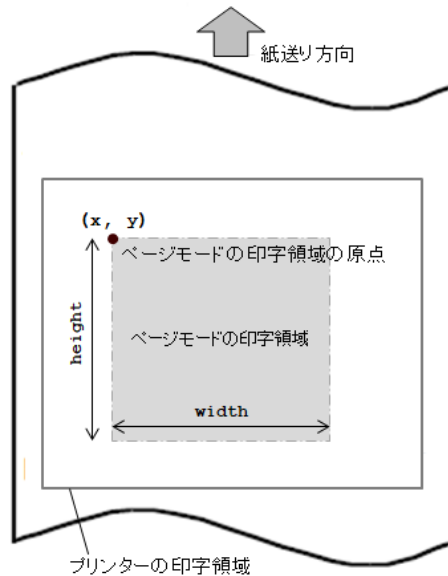 紙送り方向
(x, y)
ページモードの印字領域の原点
ページモードの印字領域
height
width
プリンターの印字領域